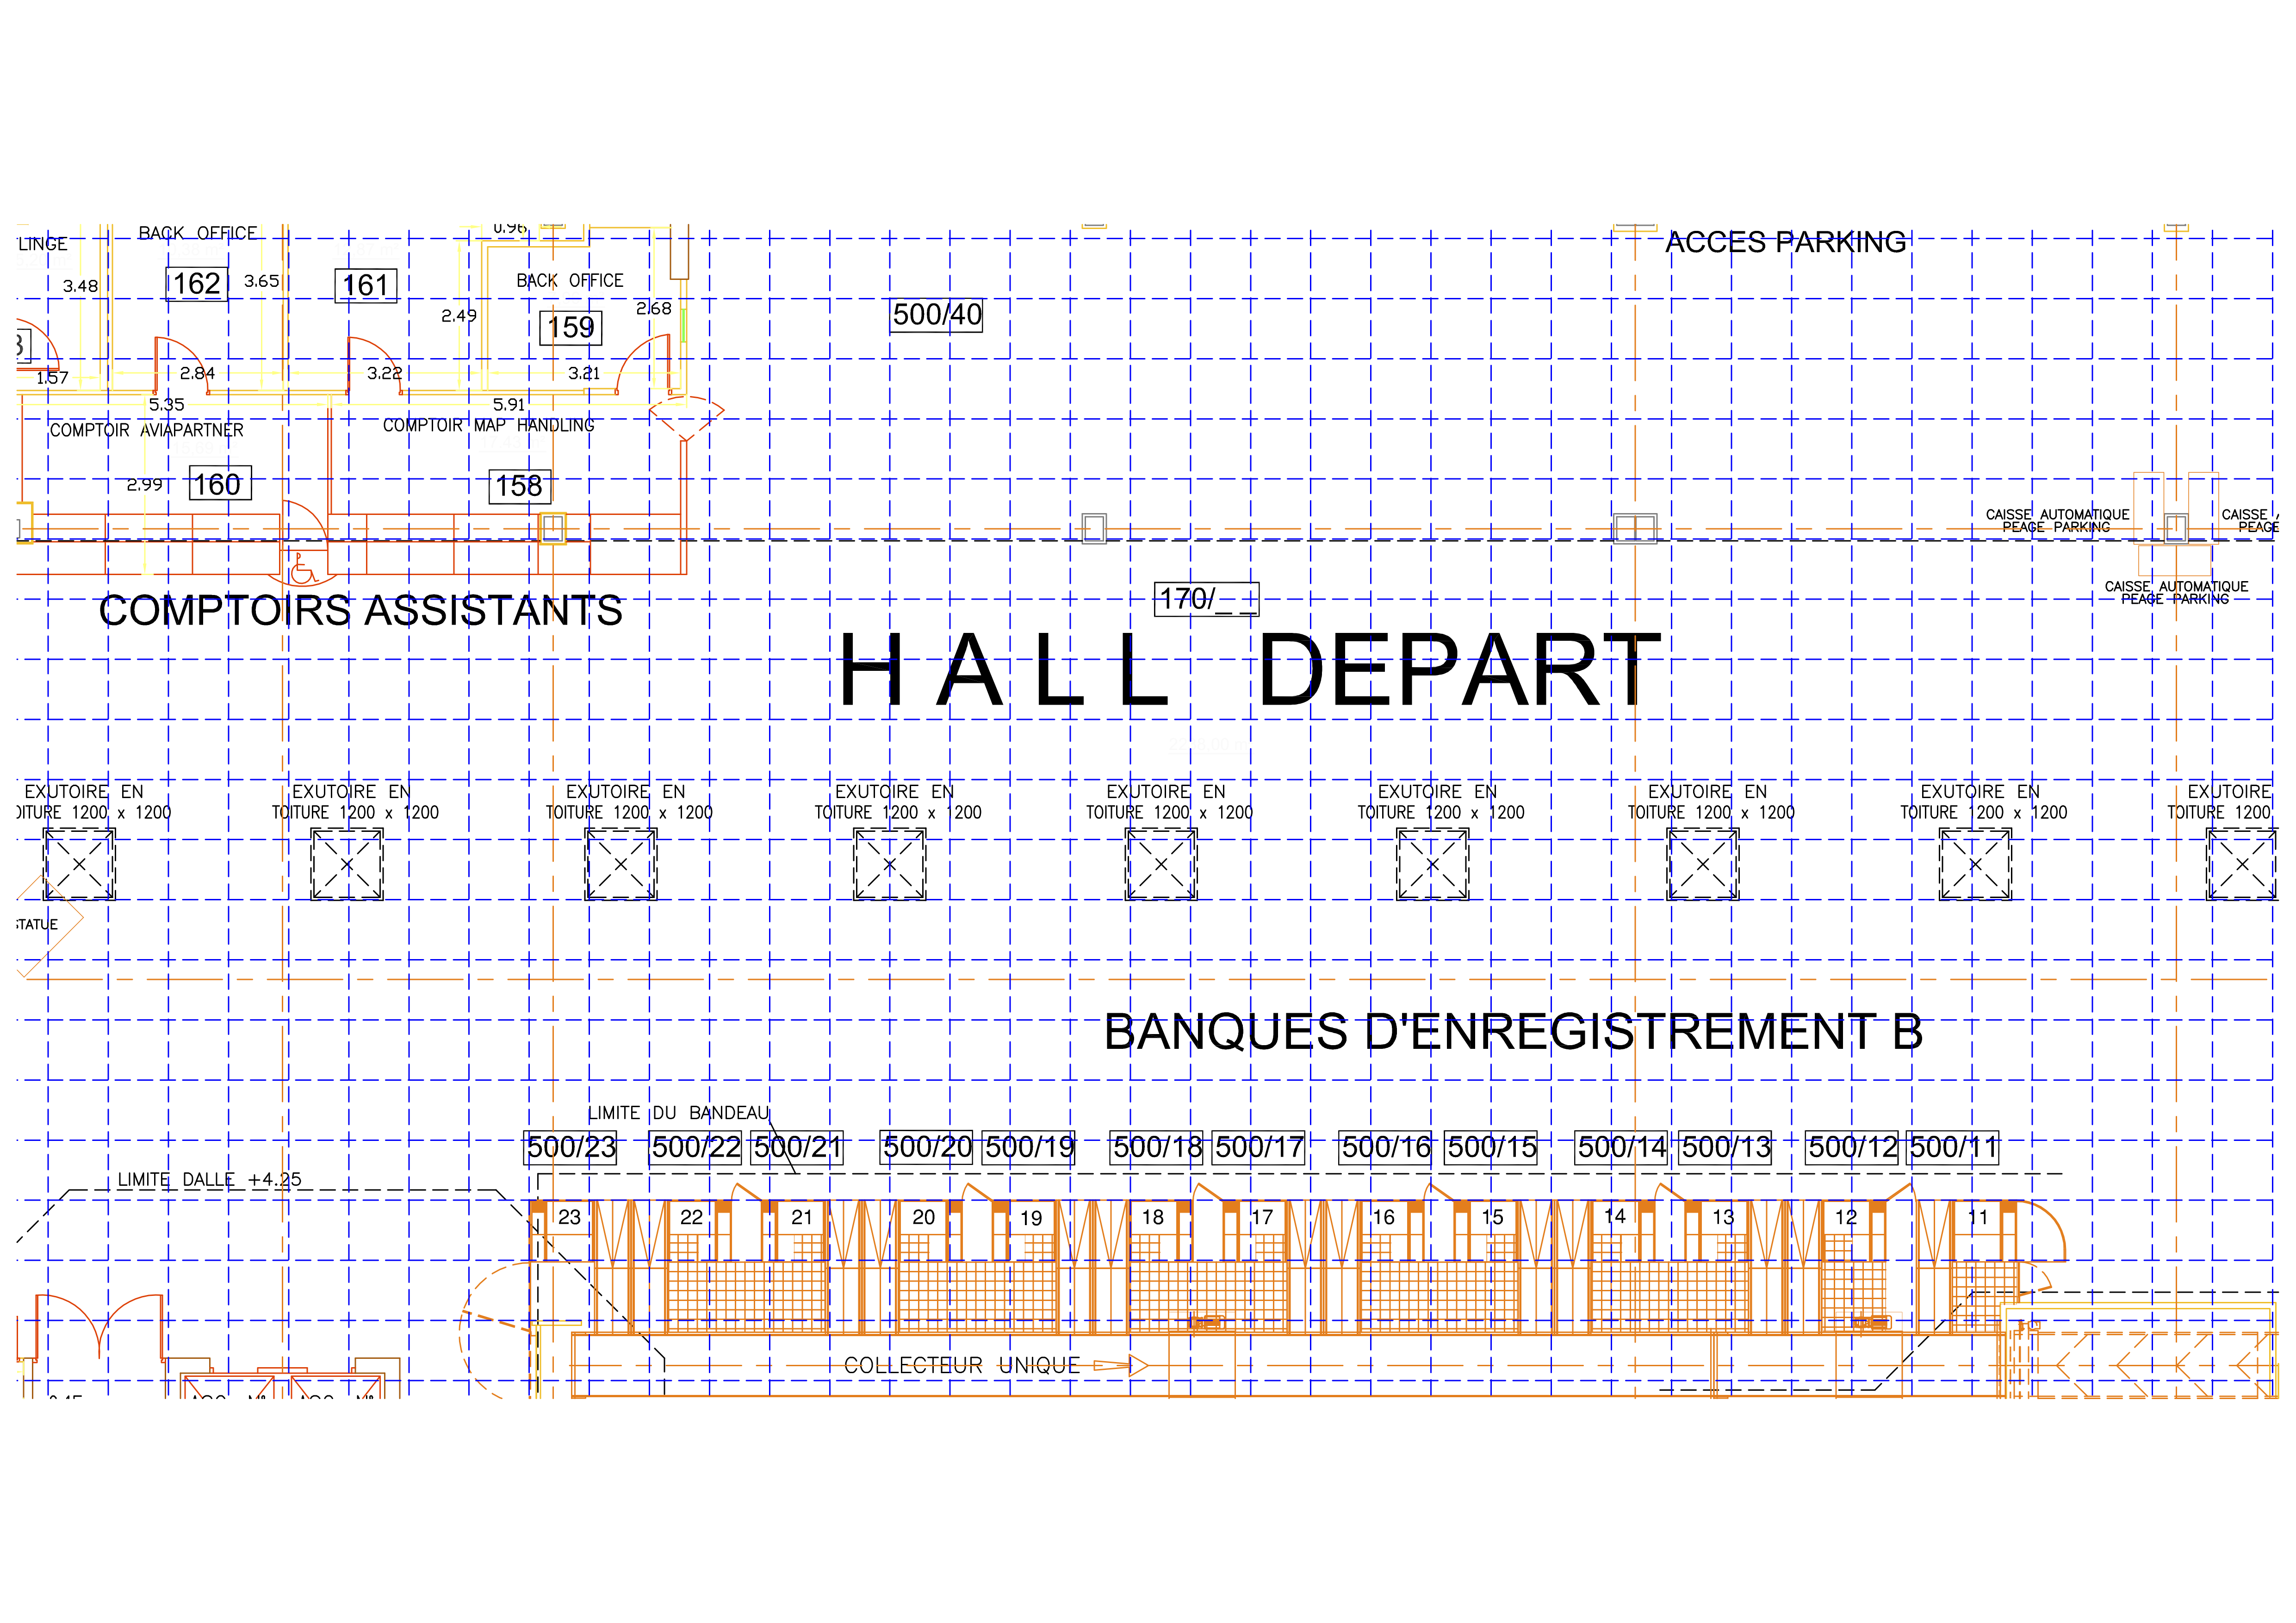 LINGE
BACK OFFICE
162
3.48
3.65
161
0.96
BACK OFFICE
2.49
159
2.68
500/40
ACCES PARKING
1.57
2.84
3.22
3.21
5.35
5.91
COMPTOIR AVIAPARTNER
COMPTOIR MAP HANDLING
2.99
160
158
CAISSE AUTOMATIQUE
PEAGE PARKING
CAISSE
PEAGE
CAISSE AUTOMATIQUE
PEAGE PARKING
COMPTOIRS ASSISTANTS
170/_ _
HALL DEPART
EXUTOIRE EN
TOITURE 1200 x 1200
EXUTOIRE EN
TOITURE 1200 x 1200
EXUTOIRE EN
TOITURE 1200 x 1200
EXUTOIRE EN
TOITURE 1200 x 1200
EXUTOIRE EN
TOITURE 1200 x 1200
EXUTOIRE EN
TOITURE 1200 x 1200
EXUTOIRE EN
TOITURE 1200 x 1200
EXUTOIRE EN
TOITURE 1200 x 1200
EXUTOIRE
TOITURE 1200
STATUE
BANQUES D'ENREGISTREMENT B
LIMITE DU BANDEAU
500/23 500/22 500/21 500/20 500/19 500/18 500/17 500/16 500/15 500/14 500/13 500/12 500/11
LIMITE DALLE +4.25
23 22 21 20 19 18 17 16 15 14 13 12 11
COLLECTEUR UNIQUE